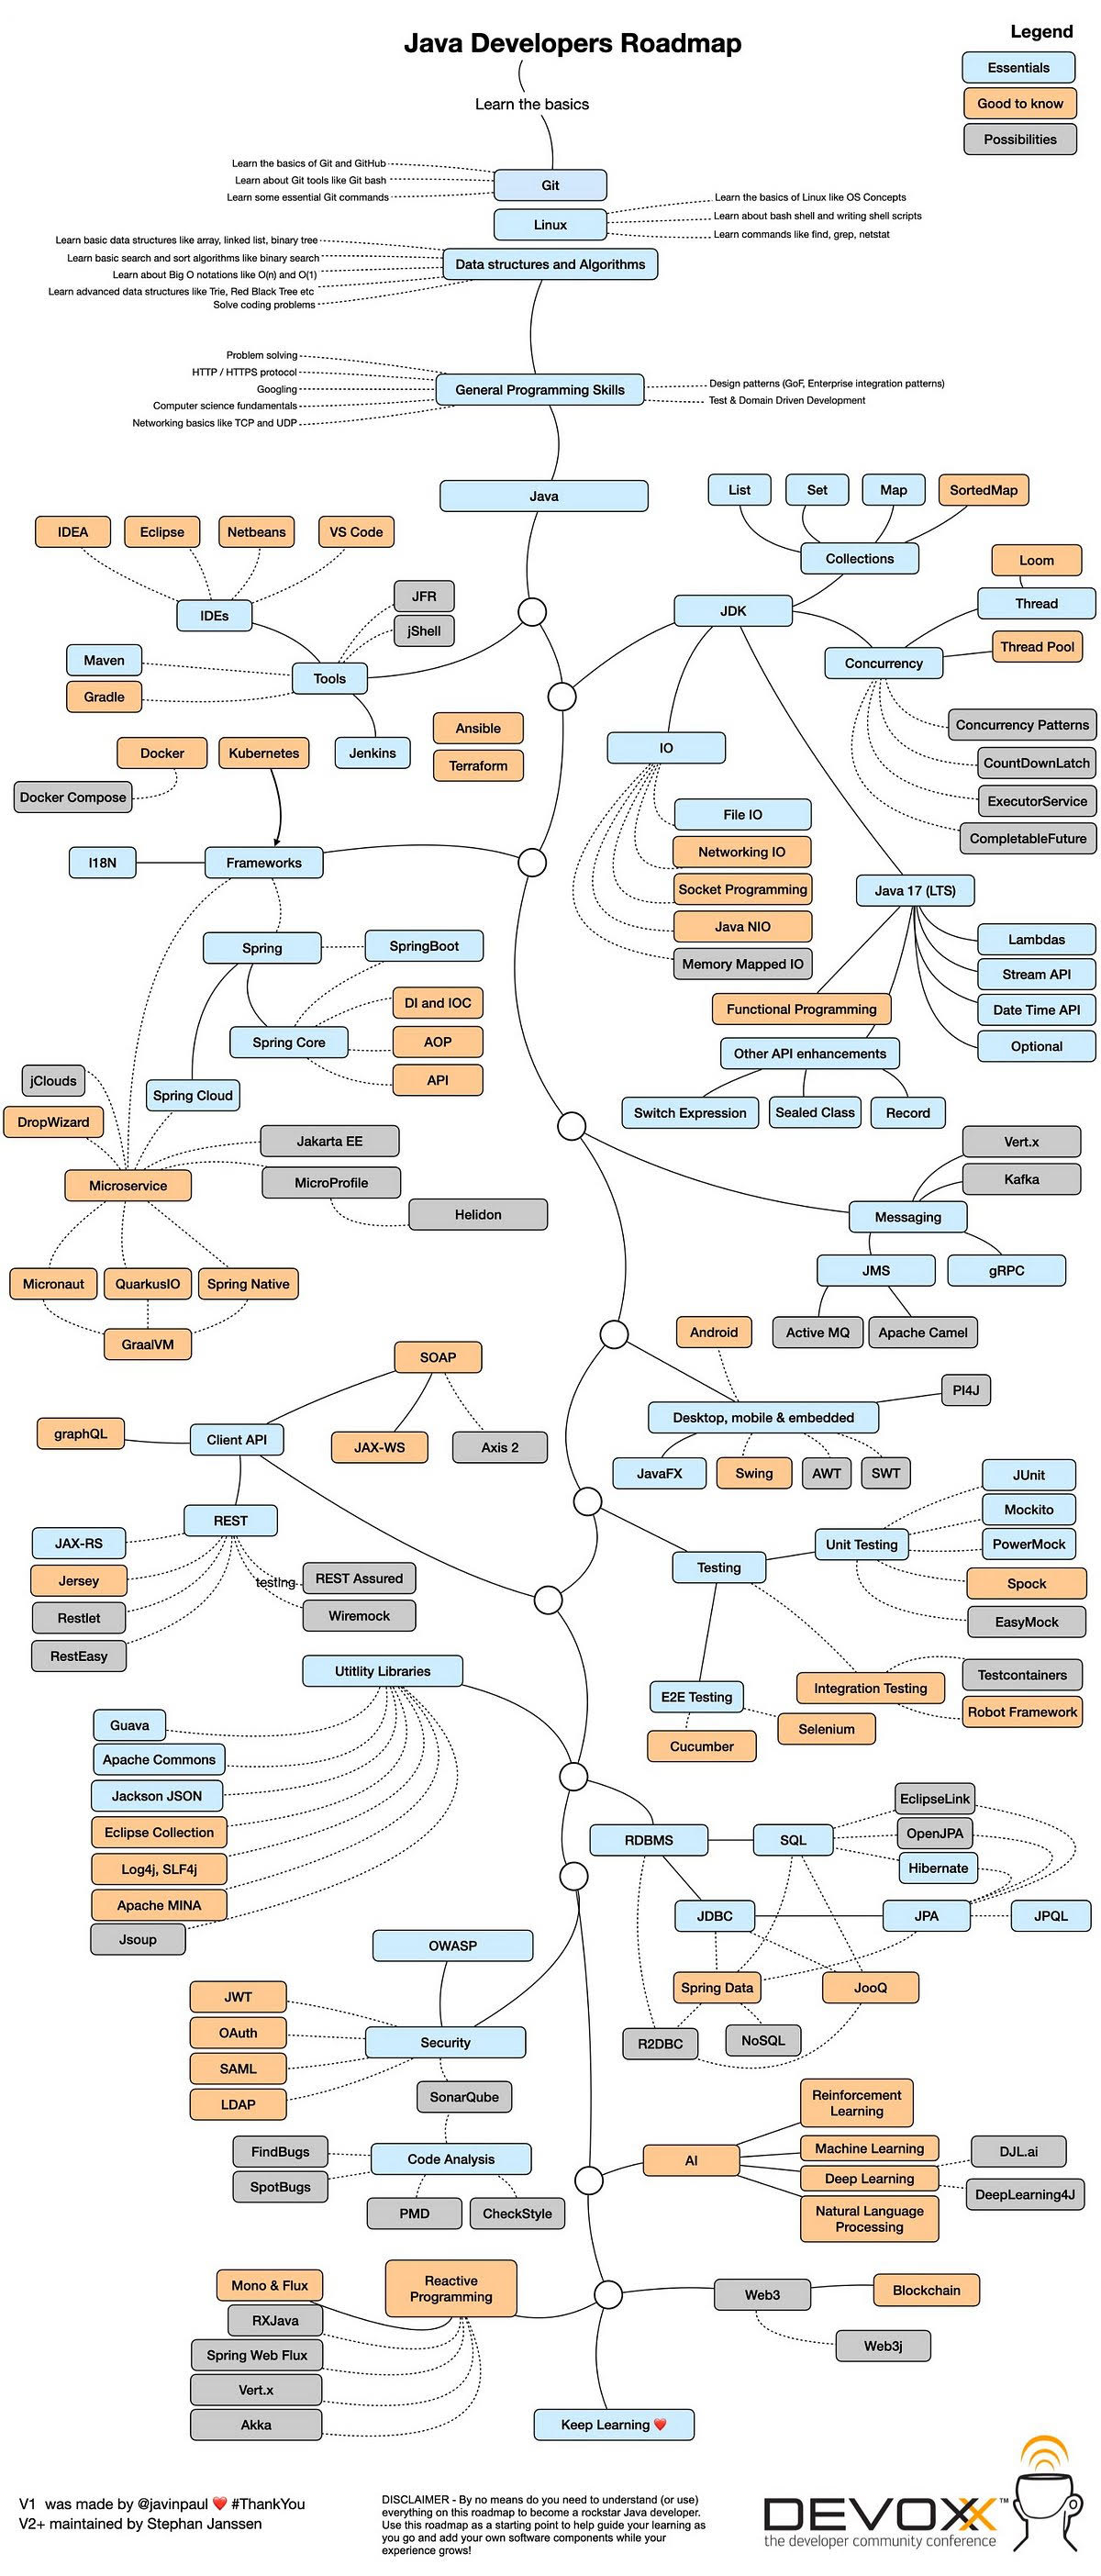 Java Developers Roadmap
Legend
Essentials
Good to know
Possibilities
Learn the basics
Learn the basics of Git and GitHub
Learn about Git tools like Git bash
Learn some essential Git commands
Git
Linux
Learn the basics of Linux like OS Concepts
Learn about bash shell and writing shell scripts
Learn commands like find, grep, netstat
Learn basic data structures like array, linked list, binary tree
Learn basic search and sort algorithms like binary search
Learn about Big O notations like O(n) and O(1)
Learn advanced data structures like Trie, Red Black Tree etc
Solve coding problems
Data structures and Algorithms
Problem solving
HTTP / HTTPS protocol
Googling
Computer science fundamentals
Networking basics like TCP and UDP
General Programming Skills
Design patterns (GoF, Enterprise integration patterns)
Test & Domain Driven Development
Java
List
Set
Map
SortedMap
Collections
IDEA
Eclipse
Netbeans
VS Code
IDEs
JFR
jShell
JDK
Loom
Thread
Thread Pool
Concurrency
Maven
Gradle
Tools
Jenkins
Ansible
Terraform
Concurrency Patterns
CountDownLatch
ExecutorService
CompletableFuture
IO
File IO
Networking IO
Socket Programming
Java NIO
Memory Mapped IO
Docker
Kubernetes
Docker Compose
I18N
Frameworks
Java 17 (LTS)
Lambdas
Stream API
Date Time API
Optional
Functional Programming
Other API enhancements
Switch Expression
Sealed Class
Record
Spring
SpringBoot
DI and IOC
AOP
API
Spring Core
Spring Cloud
jClouds
DropWizard
Jakarta EE
MicroProfile
Helidon
Microservice
Micronaut
QuarkusIO
Spring Native
GraalVM
Vert.x
Kafka
Messaging
JMS
gRPC
Active MQ
Apache Camel
Android
PI4J
Desktop, mobile & embedded
JavaFX
Swing
AWT
SWT
SOAP
graphQL
Client API
JAX-WS
Axis 2
REST
JAX-RS
Jersey
Restlet
RestEasy
testing
REST Assured
Wiremock
Testing
Unit Testing
JUnit
Mockito
PowerMock
Spock
EasyMock
E2E Testing
Cucumber
Selenium
Integration Testing
Testcontainers
Robot Framework
Utitlity Libraries
Guava
Apache Commons
Jackson JSON
Eclipse Collection
Log4j, SLF4j
Apache MINA
Jsoup
RDBMS
SQL
EclipseLink
OpenJPA
Hibernate
JDBC
JPA
JPQL
Spring Data
JooQ
R2DBC
NoSQL
OWASP
JWT
OAuth
SAML
LDAP
Security
SonarQube
FindBugs
SpotBugs
Code Analysis
PMD
CheckStyle
AI
Reinforcement
Learning
Machine Learning
Deep Learning
Natural Language
Processing
DJL.ai
DeepLearning4J
Reactive
Programming
Mono & Flux
RXJava
Spring Web Flux
Vert.x
Akka
Web3
Blockchain
Web3j
Keep Learning ❤️
V1 was made by @javinpaul ❤️ #ThankYou
V2+ maintained by Stephan Janssen
DISCLAIMER - By no means do you need to understand (or use)
everything on this roadmap to become a rockstar Java developer.
Use this roadmap as a starting point to help guide your learning as
you go and add your own software components while your
experience grows!
DEVOXX™
the developer community conference